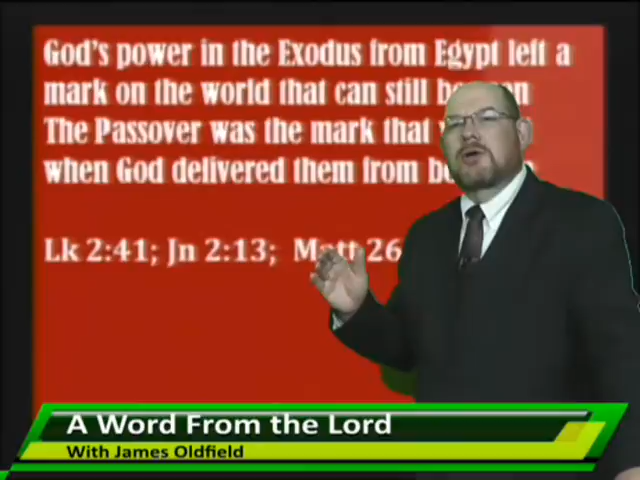 God's power in the Exodus from Egypt left a
mark on the world that can still
The Passover was the mark that
when God delivered them from
Lk 2:41; Jn 2:13; Matt 26
A Word From the Lord
With James Oldfield